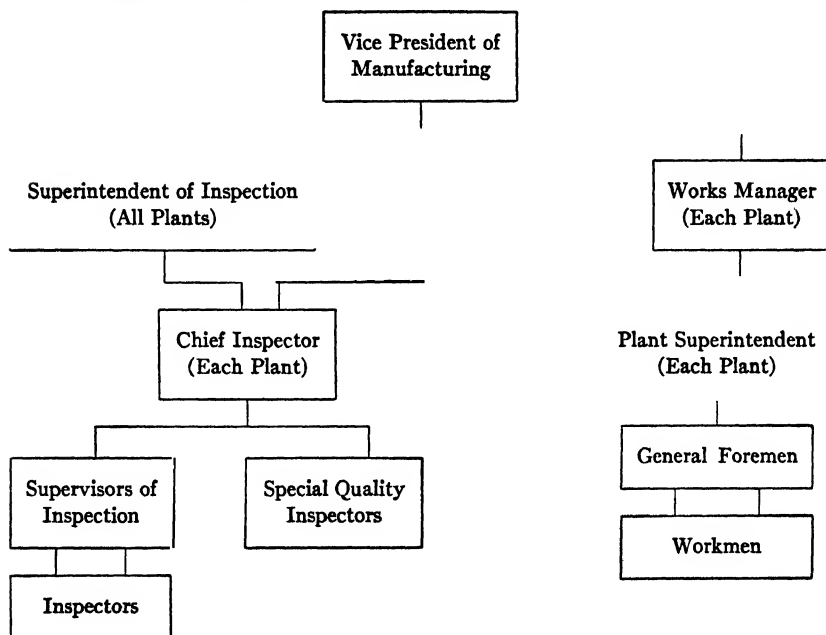 Vice President of
Manufacturing
Superintendent of Inspection
(All Plants)
Works Manager
(Each Plant)
Chief Inspector
(Each Plant)
Plant Superintendent
(Each Plant)
Supervisors of
Inspection
Special Quality
Inspectors
General Foremen
Workmen
Inspectors